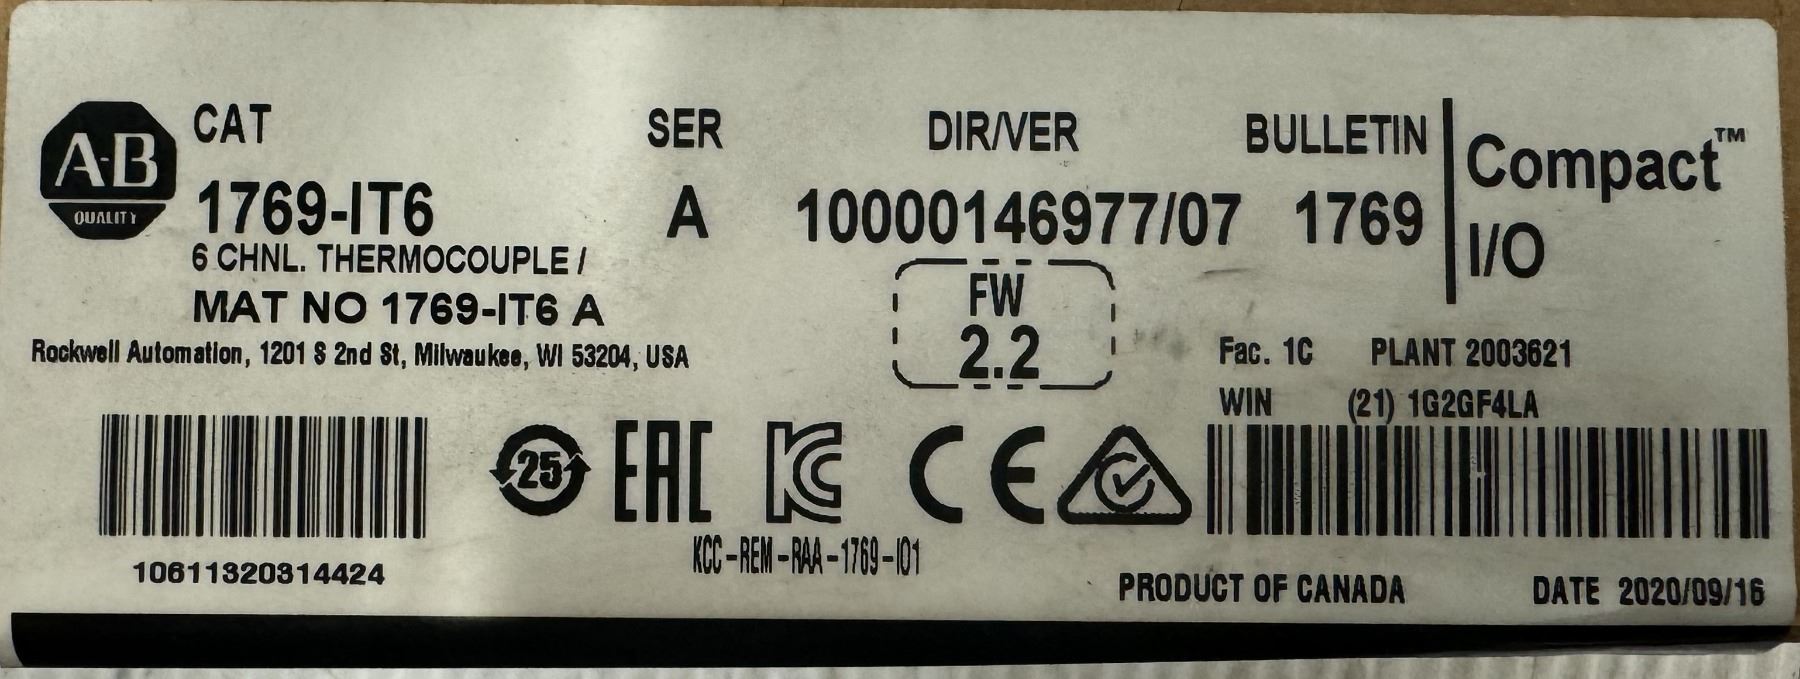 A-B
QUALITY
CAT
1769-IT6
6 CHNL. THERMOCOUPLE /
MAT NO 1769-IT6 A
Rockwell Automation, 1201 S 2nd St, Milwaukee, WI 53204, USA
SER
A
DIR/VER
10000146977/07
FW
2.2
BULLETIN
1769
Compact™
I/O
Fac. 1C PLANT 2003621
WIN (21) 1G2GF4LA
10611320314424
25
EAC
KC
CE
KCC-REM-RAA-1769-IO1
PRODUCT OF CANADA
DATE 2020/09/16